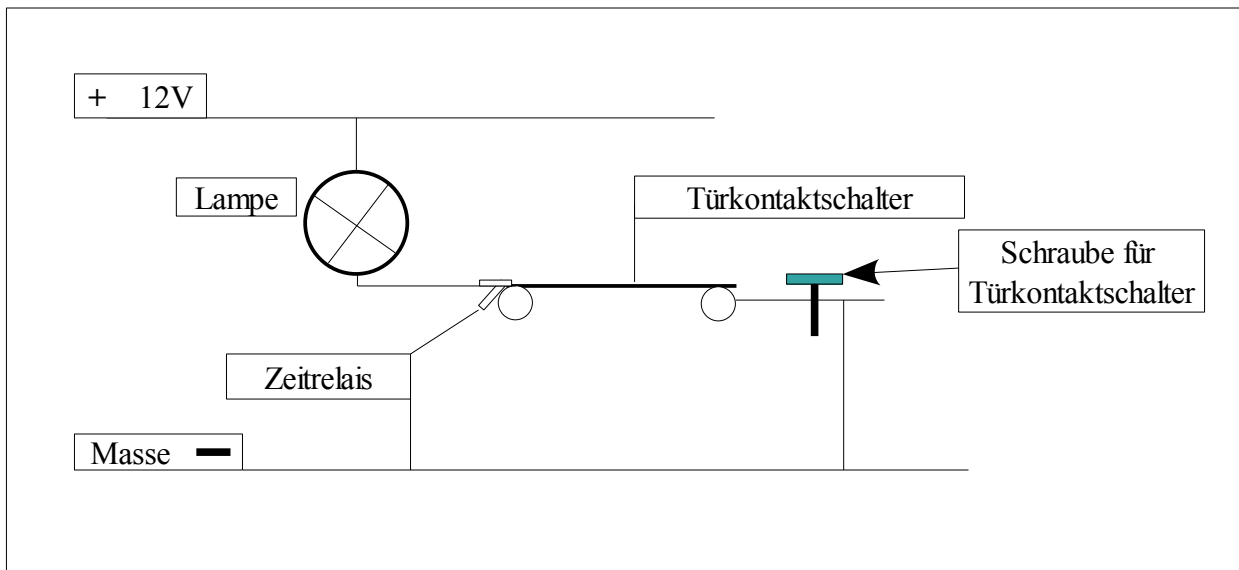 + 12V
Lampe
Türkontaktschalter
Schraube für
Türkontaktschalter
Zeitrelais
Masse